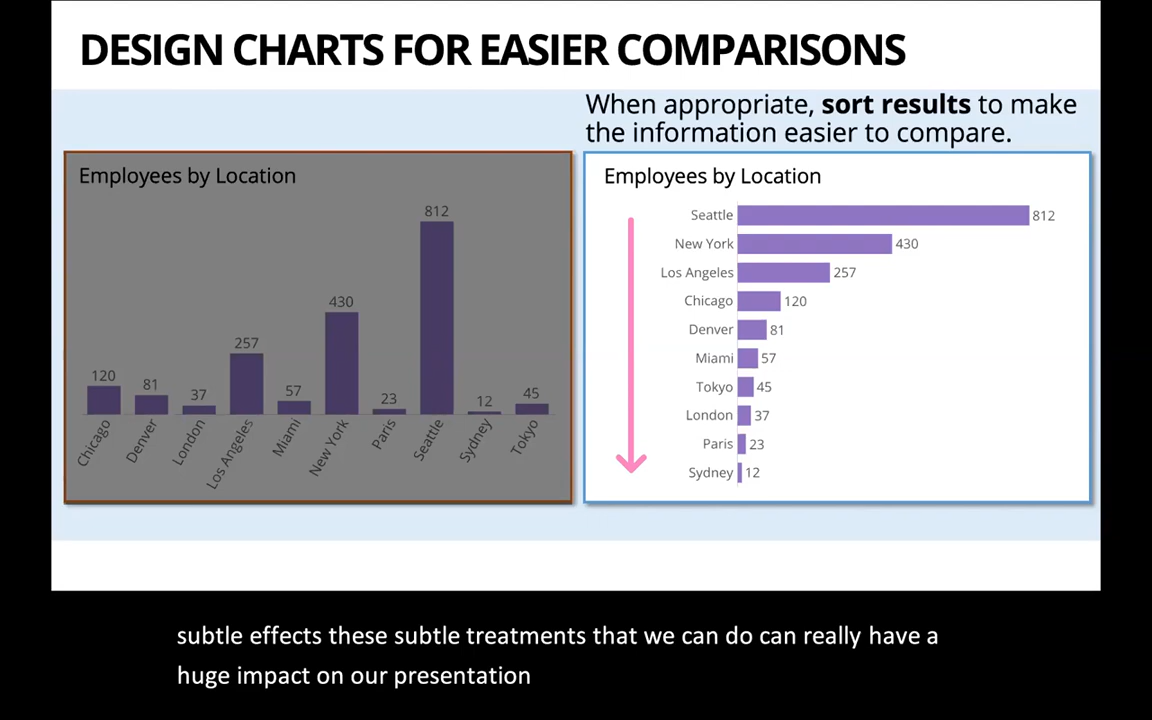 DESIGN CHARTS FOR EASIER COMPARISONS
When appropriate, sort results to make
the information easier to compare.
Employees by Location
812
430
257
120
81
37
57
23
12
45
Chicago
Denver
London
Los Angeles
Miami
New York
Paris
Seattle
Sydney
Tokyo
Employees by Location
Seattle 812
New York 430
Los Angeles 257
Chicago 120
Denver 81
Miami 57
Tokyo 45
London 37
Paris 23
Sydney 12
subtle effects these subtle treatments that we can do can really have a
huge impact on our presentation